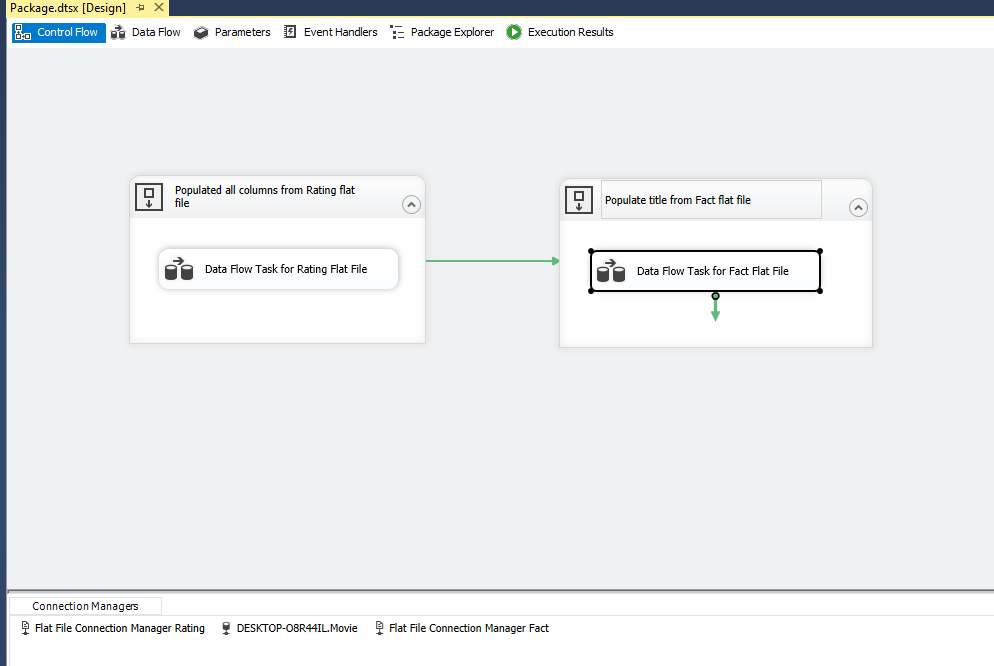 Package.dtsx [Design]
Control Flow Data Flow Parameters Event Handlers Package Explorer Execution Results
Populated all columns from Rating flat
file
Data Flow Task for Rating Flat File
Populate title from Fact flat file
Data Flow Task for Fact Flat File
Connection Managers
Flat File Connection Manager Rating DESKTOP-O8R44IL.Movie Flat File Connection Manager Fact